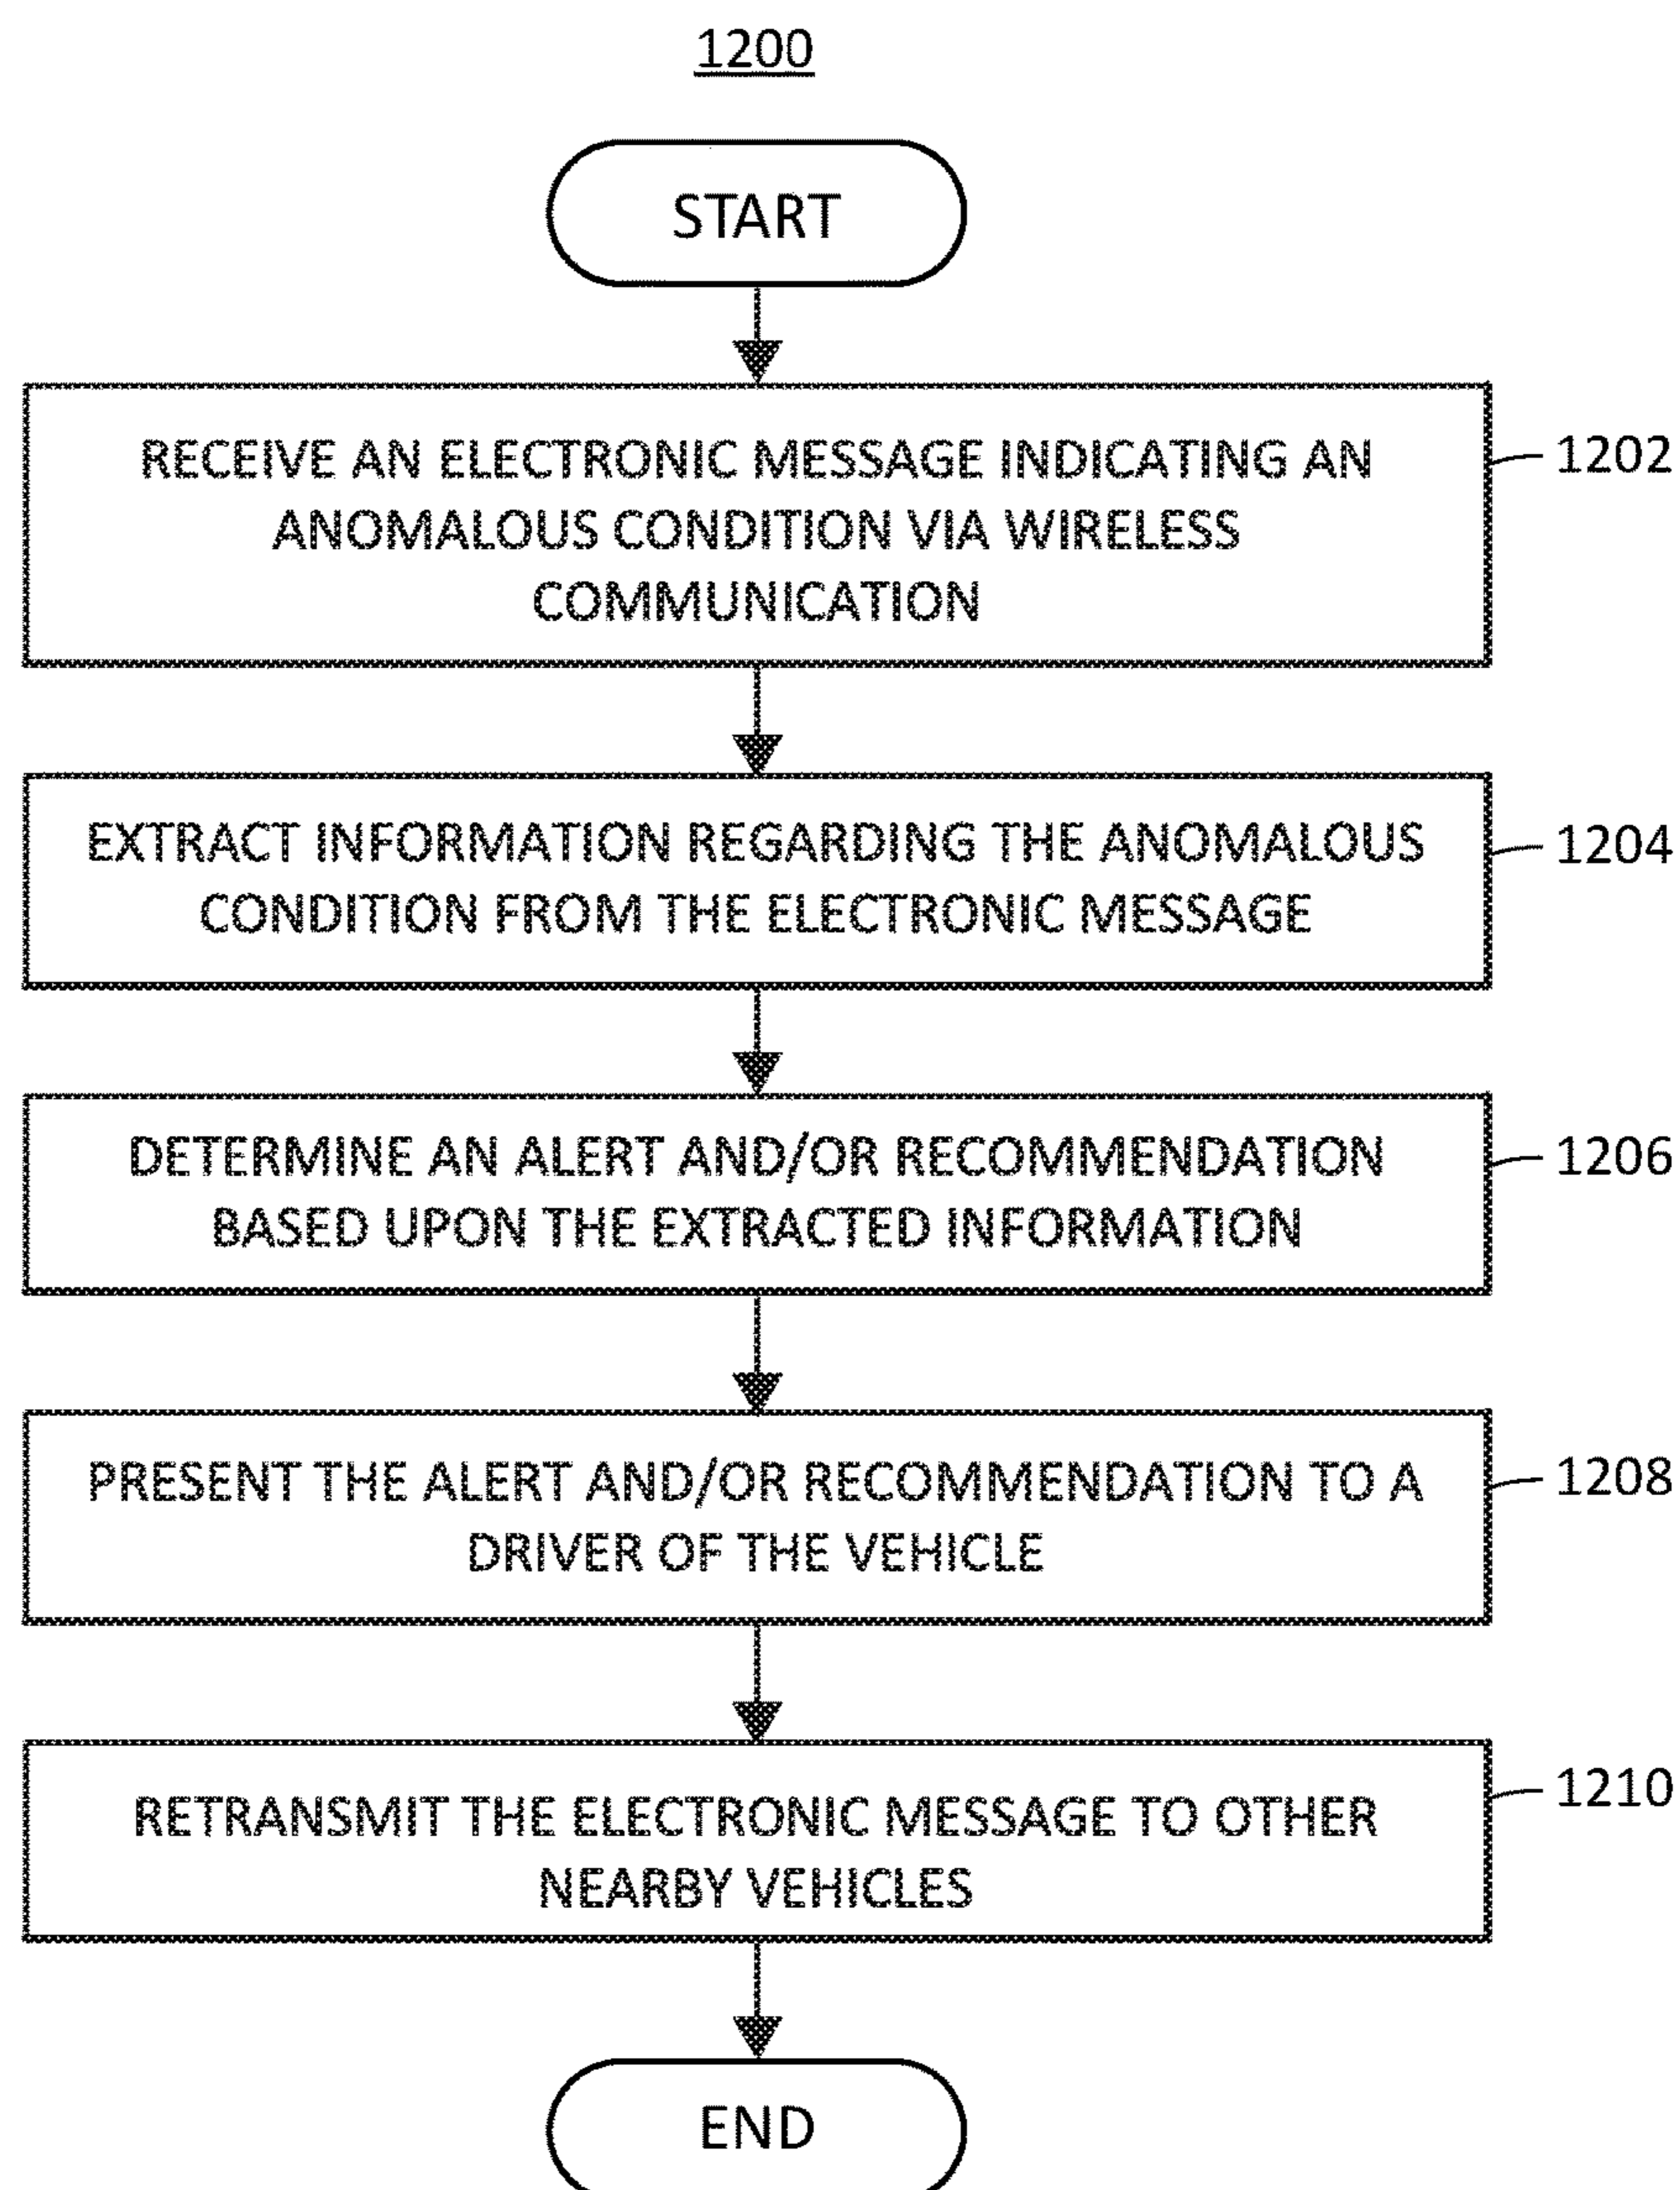 1200
START
RECEIVE AN ELECTRONIC MESSAGE INDICATING AN
ANOMALOUS CONDITION VIA WIRELESS
COMMUNICATION
1202
EXTRACT INFORMATION REGARDING THE ANOMALOUS
CONDITION FROM THE ELECTRONIC MESSAGE
1204
DETERMINE AN ALERT AND/OR RECOMMENDATION
BASED UPON THE EXTRACTED INFORMATION
1206
PRESENT THE ALERT AND/OR RECOMMENDATION TO A
DRIVER OF THE VEHICLE
1208
RETRANSMIT THE ELECTRONIC MESSAGE TO OTHER
NEARBY VEHICLES
1210
END